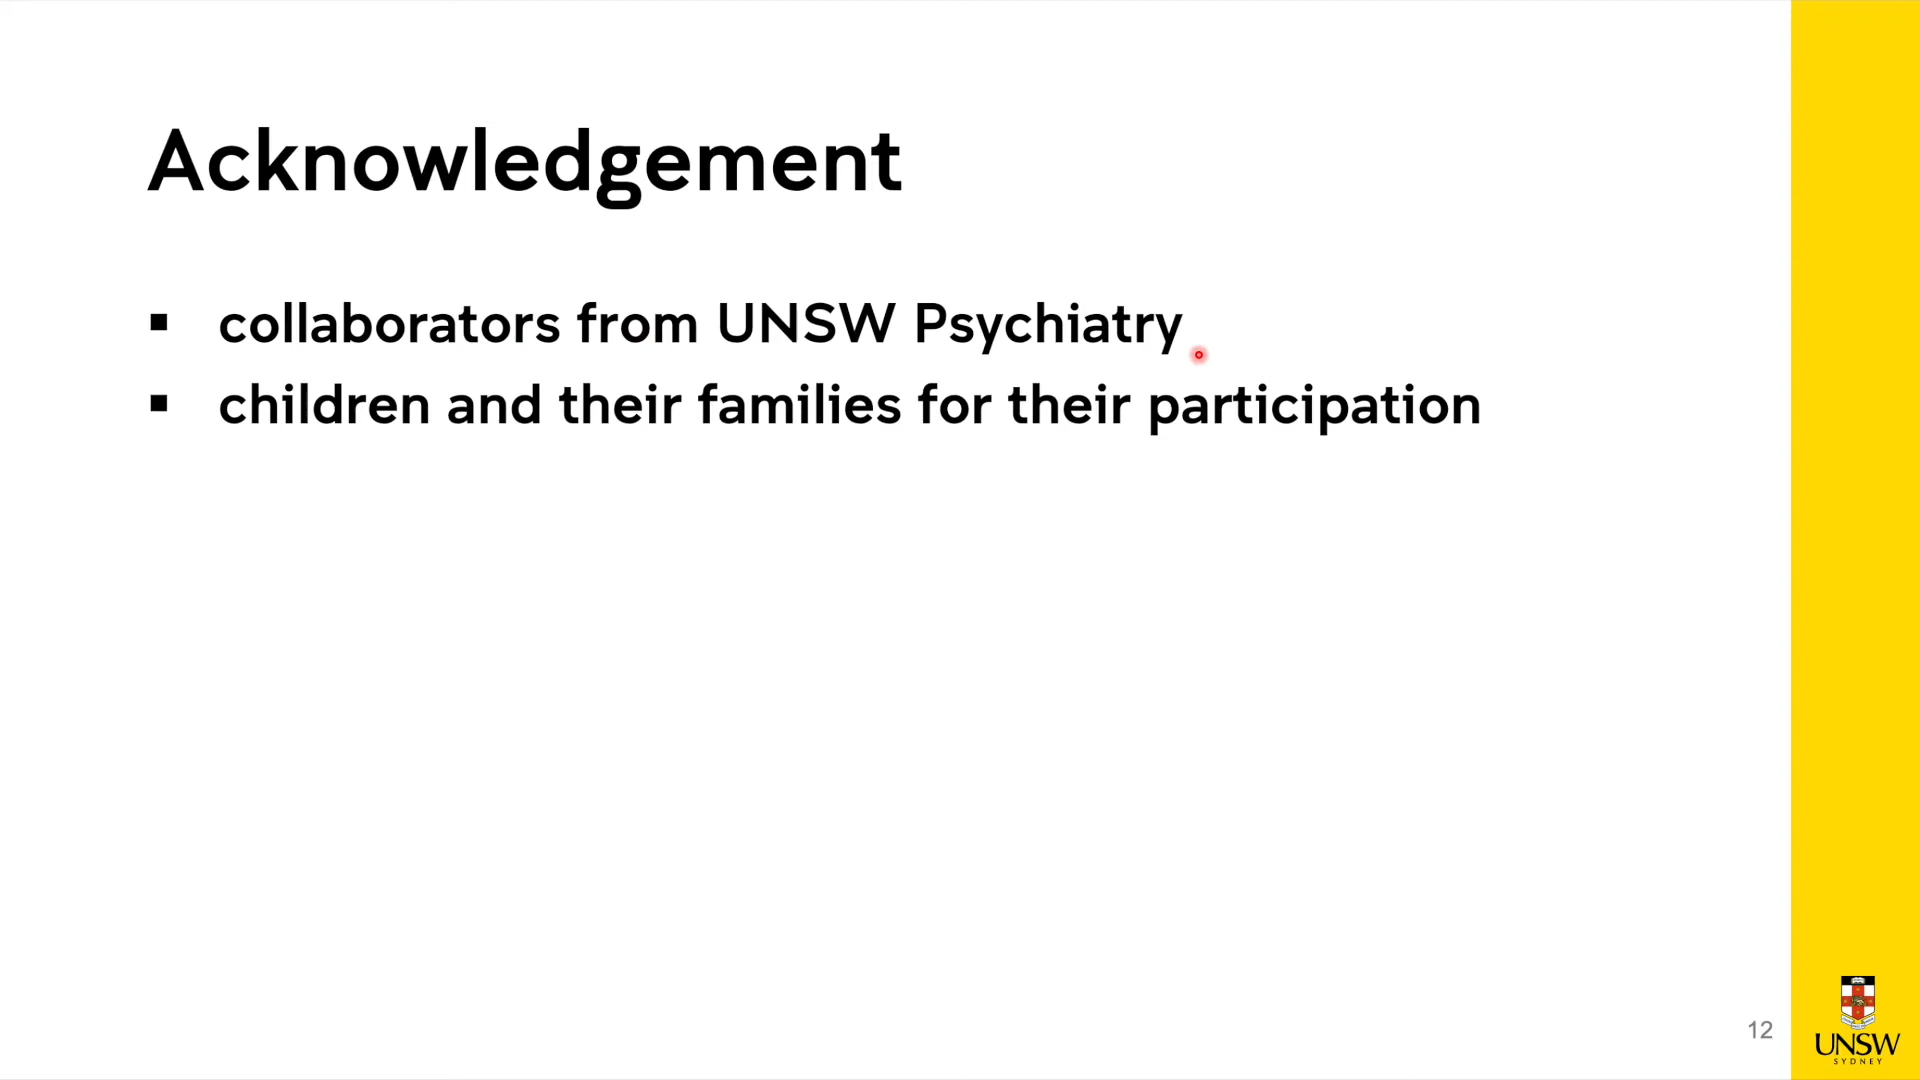 Acknowledgement
▪ collaborators from UNSW Psychiatry
▪ children and their families for their participation
12
UNSW
SYDNEY